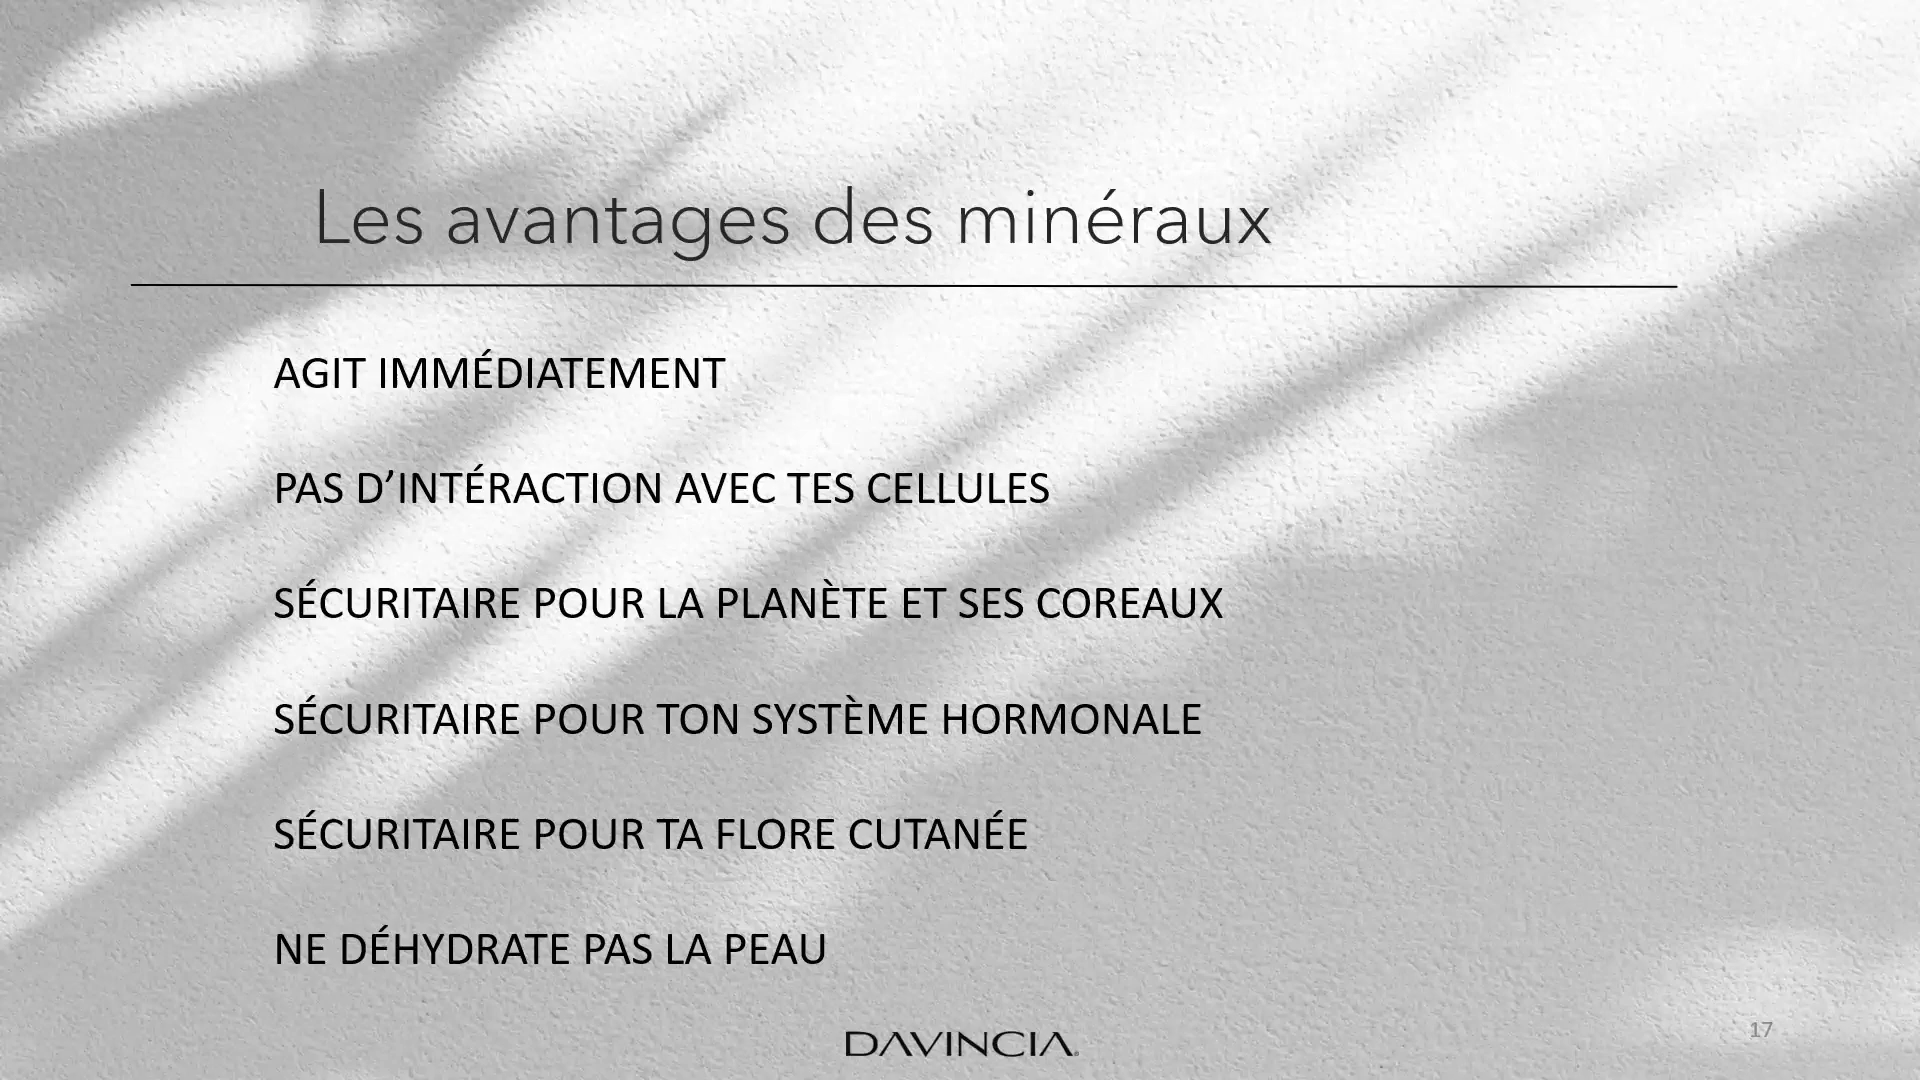 Les avantages des minéraux
AGIT IMMÉDIATEMENT
PAS D’INTÉRACTION AVEC TES CELLULES
SÉCURITAIRE POUR LA PLANÈTE ET SES COREAUX
SÉCURITAIRE POUR TON SYSTÈME HORMONALE
SÉCURITAIRE POUR TA FLORE CUTANÉE
NE DÉHYDRATE PAS LA PEAU
DAVINCIA®
17